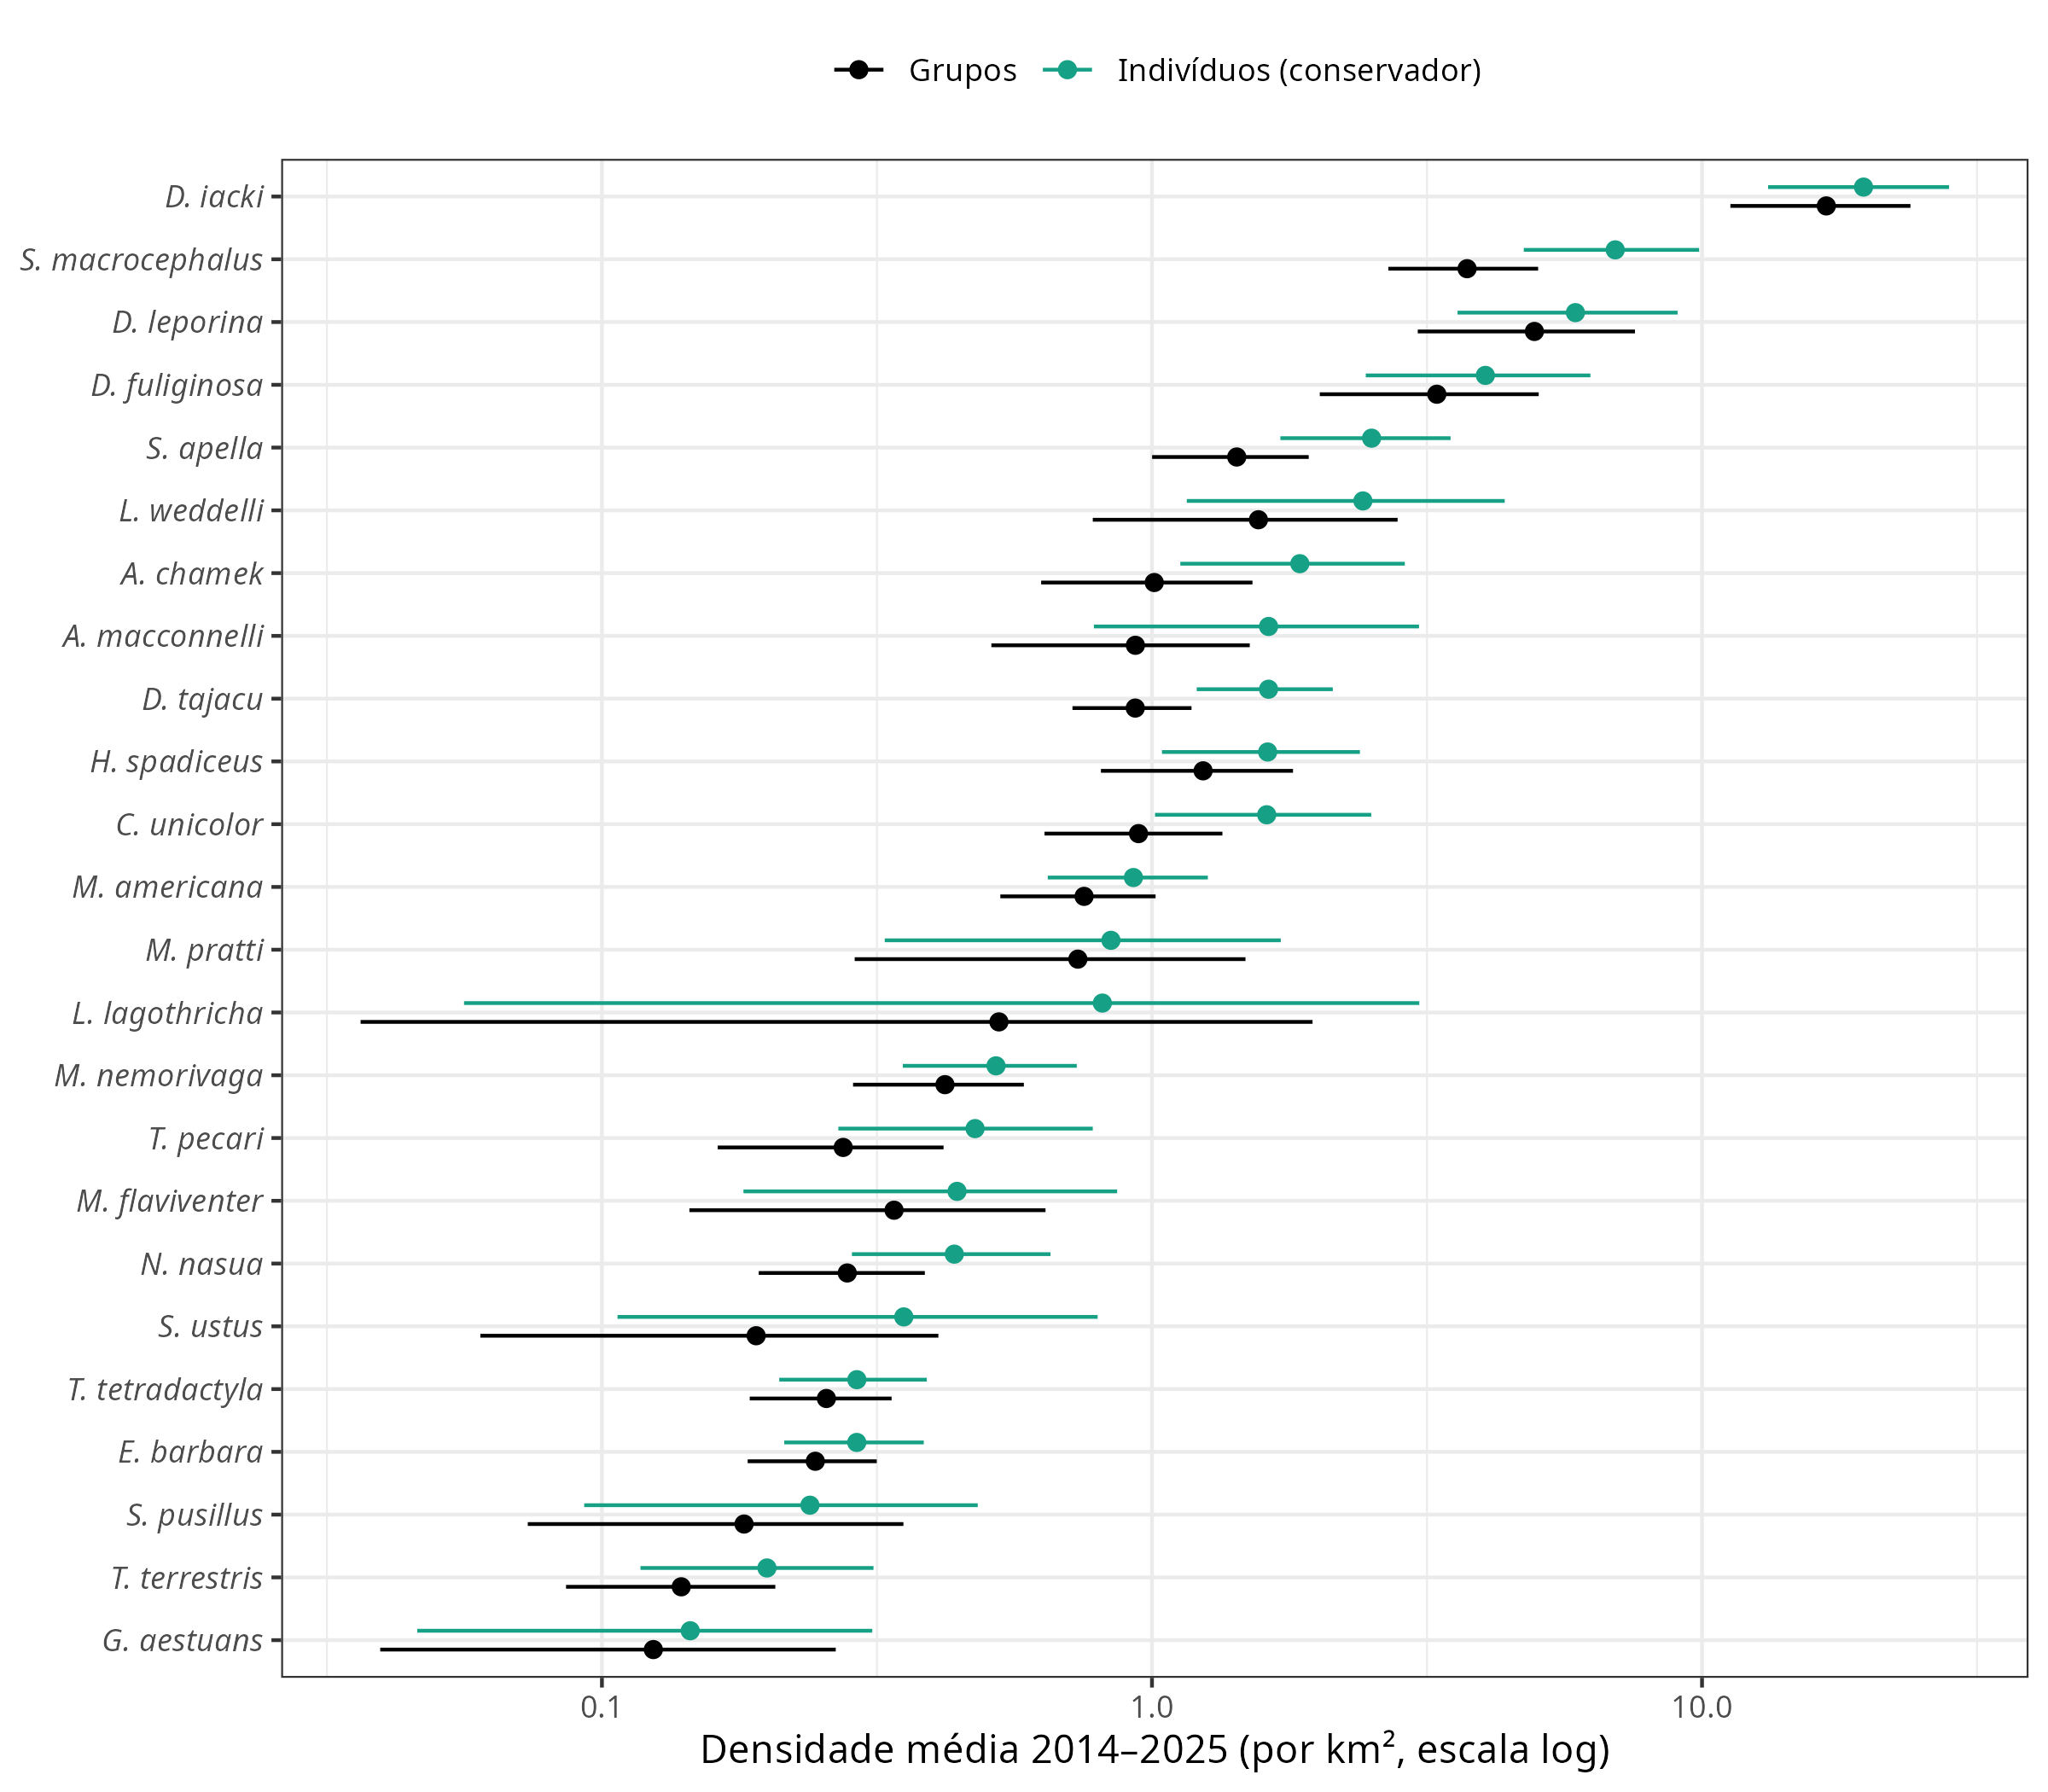 Grupos Indivíduos (conservador)
D. iacki
S. macrocephalus
D. leporina
D. fuliginosa
S. apella
L. weddelli
A. chamek
A. macconnelli
D. tajacu
H. spadiceus
C. unicolor
M. americana
M. pratti
L. lagothricha
M. nemorivaga
T. pecari
M. flaviventer
N. nasua
S. ustus
T. tetradactyla
E. barbara
S. pusillus
T. terrestris
G. aestuans
0.1 1.0 10.0
Densidade média 2014–2025 (por km², escala log)